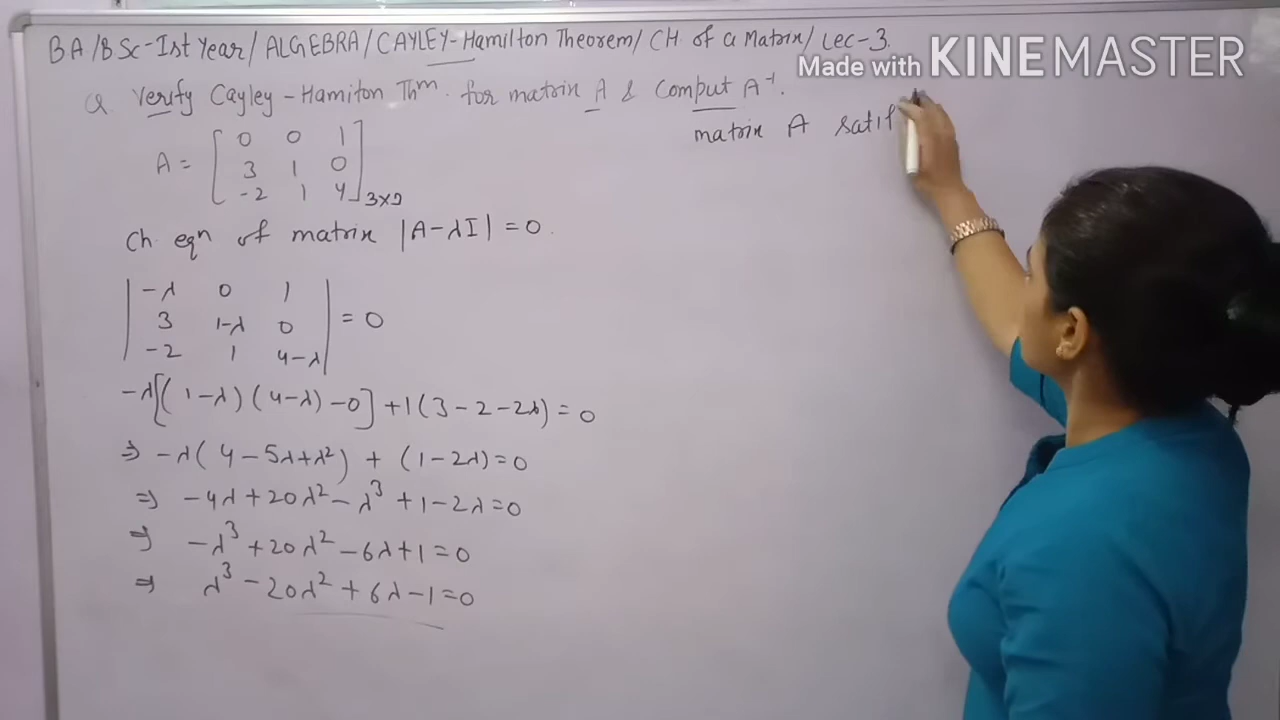 BA/BSc-Ist Year/ALGEBRA/CAYLEY-Hamilton Theorem/CH. of a Matrix/Lec-3.
Made with KINEMASTER
Q. Verify Cayley-Hamiton Thm. for matrix A & Comput A⁻¹.
matrix A satif
A = [ 0 0 1
3 1 0
-2 1 4 ]
Ch. eqn of matrix |A-λI| = 0.
| -λ 0 1
3 1-λ 0 = 0
-2 1 4-λ |
-λ[(1-λ)(4-λ)-0] + 1(3-2-2λ) = 0
⇒ -λ(4-5λ+λ²) + (1-2λ) = 0
⇒ -4λ+20λ²-λ³+1-2λ=0
⇒ -λ³+20λ²-6λ+1=0
⇒ λ³-20λ²+6λ-1=0